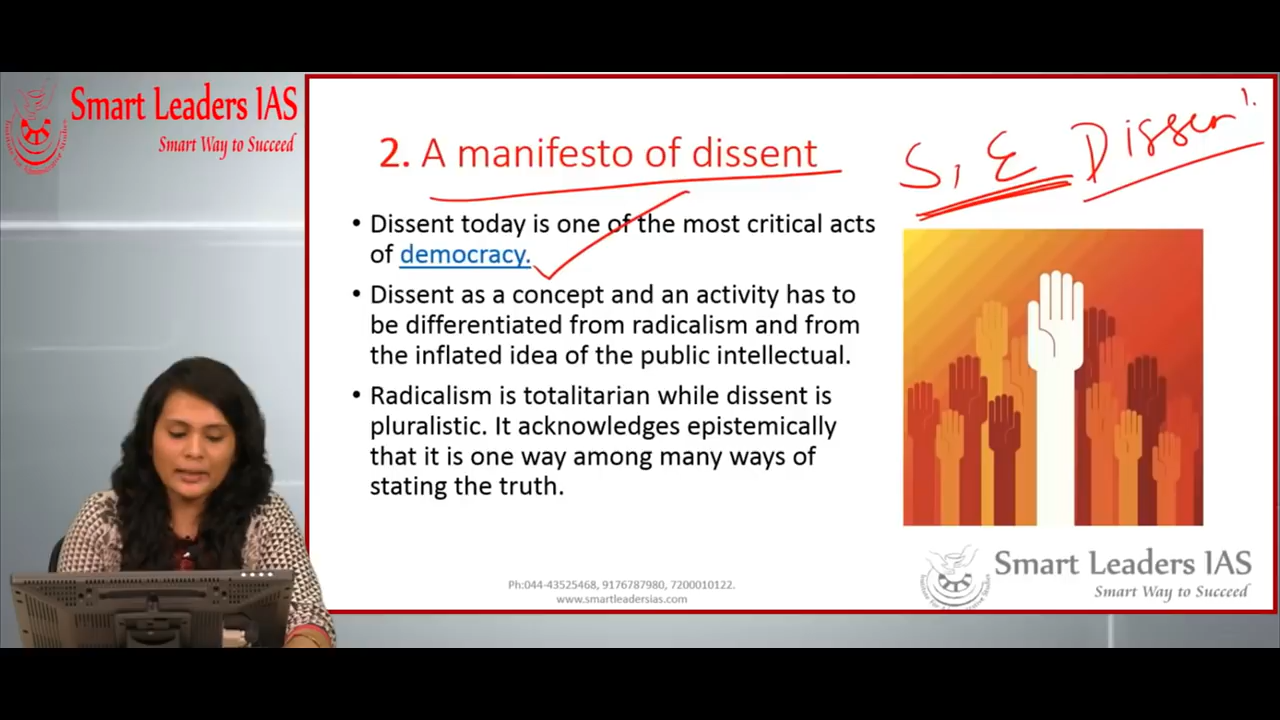 Smart Leaders IAS
Smart Way to Succeed
2. A manifesto of dissent
S, E Dissen
• Dissent today is one of the most critical acts
of democracy.
• Dissent as a concept and an activity has to
be differentiated from radicalism and from
the inflated idea of the public intellectual.
• Radicalism is totalitarian while dissent is
pluralistic. It acknowledges epistemically
that it is one way among many ways of
stating the truth.
Ph:044-43525468, 9176787980, 7200010122.
www.smartleadersias.com
Smart Leaders IAS
Smart Way to Succeed